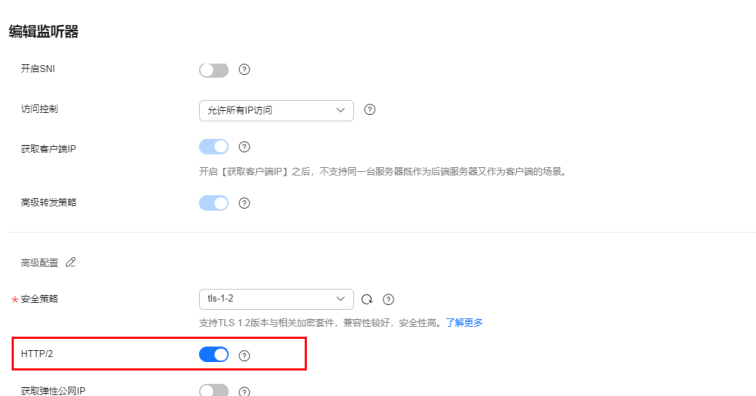 编辑监听器
开启SNI
访问控制 允许所有IP访问
获取客户端IP
开启【获取客户端IP】之后，不支持同一台服务器既作为后端服务器又作为客户端的场景。
高级转发策略
高级配置
* 安全策略 tls-1-2
支持TLS 1.2版本与相关加密套件，兼容性较好，安全性高。了解更多
HTTP/2
获取弹性公网IP